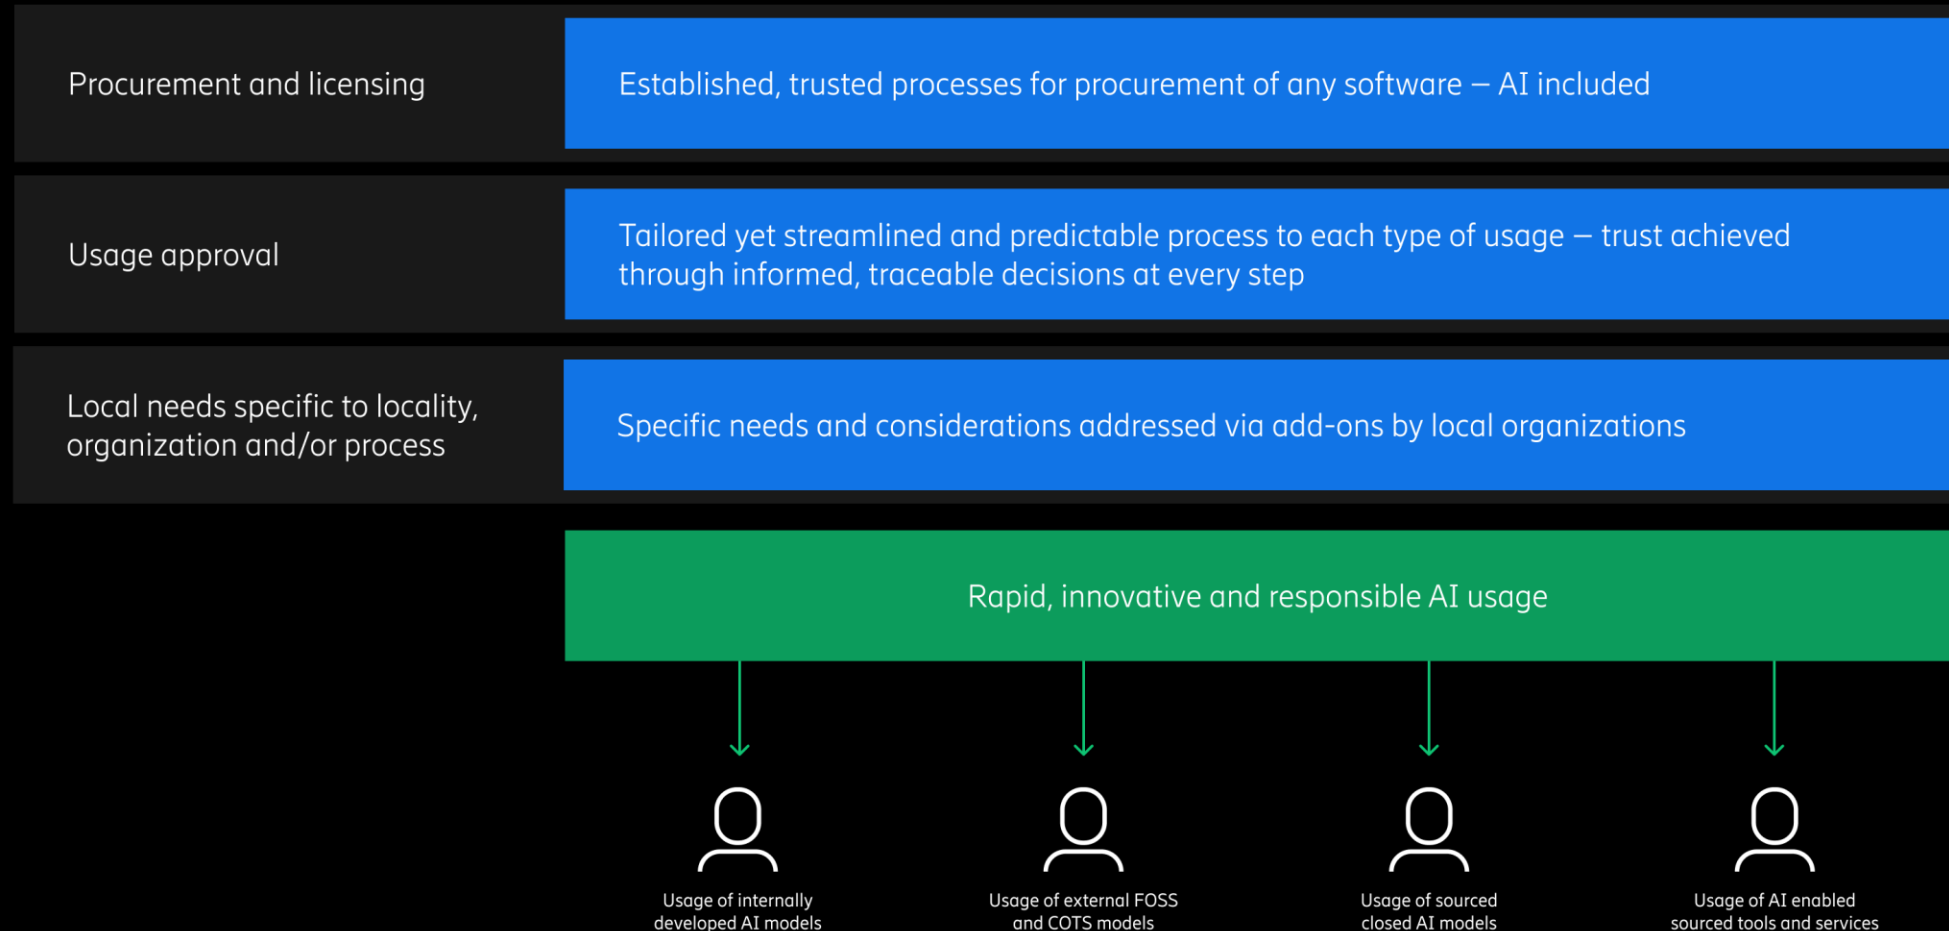 Procurement and licensing
Established, trusted processes for procurement of any software – AI included
Usage approval
Tailored yet streamlined and predictable process to each type of usage – trust achieved
through informed, traceable decisions at every step
Local needs specific to locality,
organization and/or process
Specific needs and considerations addressed via add-ons by local organizations
Rapid, innovative and responsible AI usage
Usage of internally
developed AI models
Usage of external FOSS
and COTS models
Usage of sourced
closed AI models
Usage of AI enabled
sourced tools and services